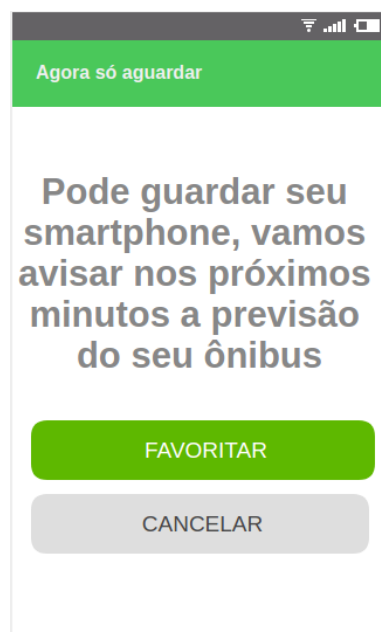 Agora só aguardar
Pode guardar seu
smartphone, vamos
avisar nos próximos
minutos a previsão
do seu ônibus
FAVORITAR
CANCELAR